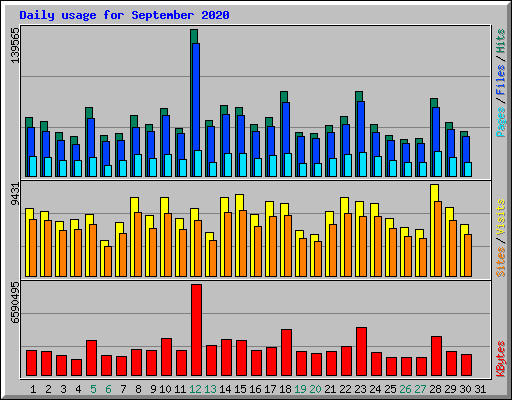 Daily usage for September 2020
139565
Pages / Files / Hits
9431
Sites / Visits
6590495
KBytes
1 2 3 4 5 6 7 8 9 10 11 12 13 14 15 16 17 18 19 20 21 22 23 24 25 26 27 28 29 30 31